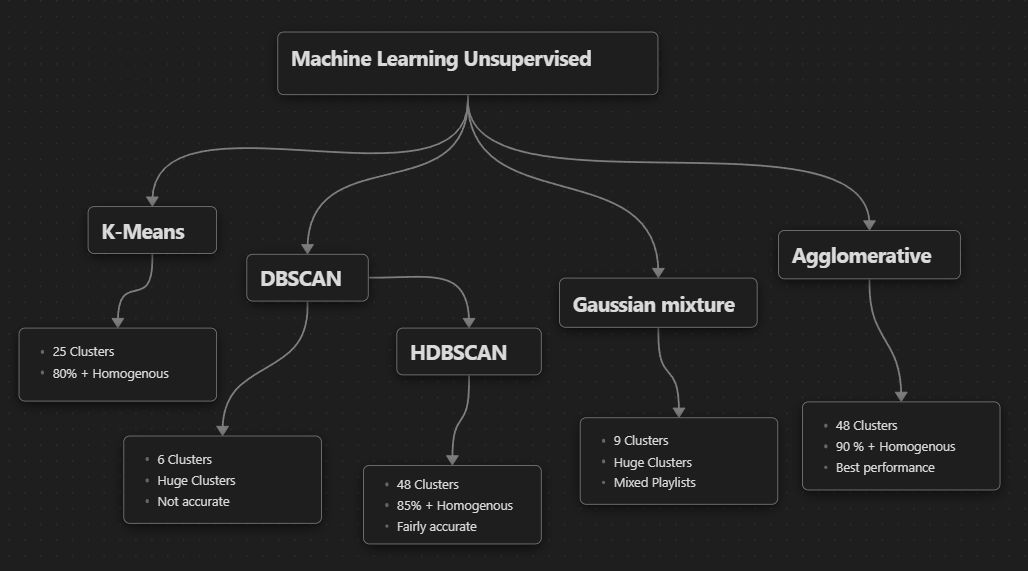 Machine Learning Unsupervised
K-Means
25 Clusters
80% + Homogenous
DBSCAN
6 Clusters
Huge Clusters
Not accurate
HDBSCAN
48 Clusters
85% + Homogenous
Fairly accurate
Gaussian mixture
9 Clusters
Huge Clusters
Mixed Playlists
Agglomerative
48 Clusters
90 % + Homogenous
Best performance